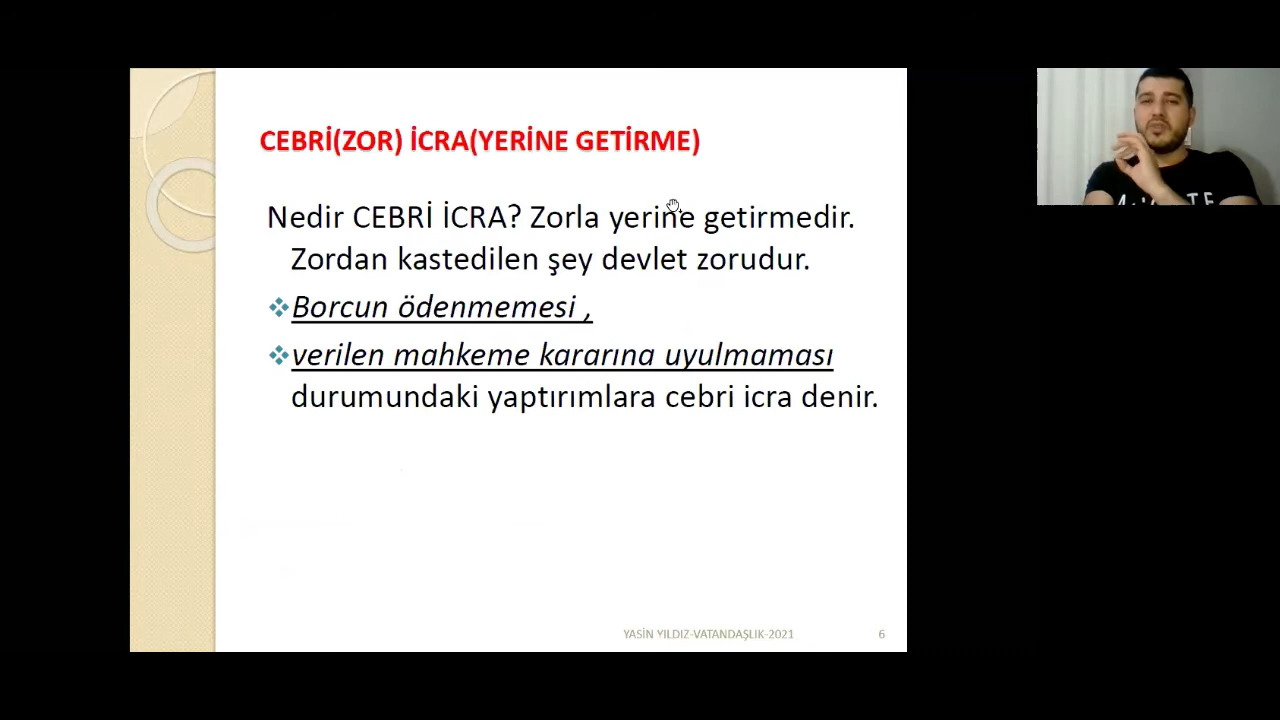 CEBRİ(ZOR) İCRA(YERİNE GETİRME)
Nedir CEBRİ İCRA? Zorla yerine getirmedir.
Zordan kastedilen şey devlet zorudur.
Borcun ödenmemesi ,
verilen mahkeme kararına uyulmaması
durumundaki yaptırımlara cebri icra denir.
YASİN YILDIZ-VATANDAŞLIK-2021 6